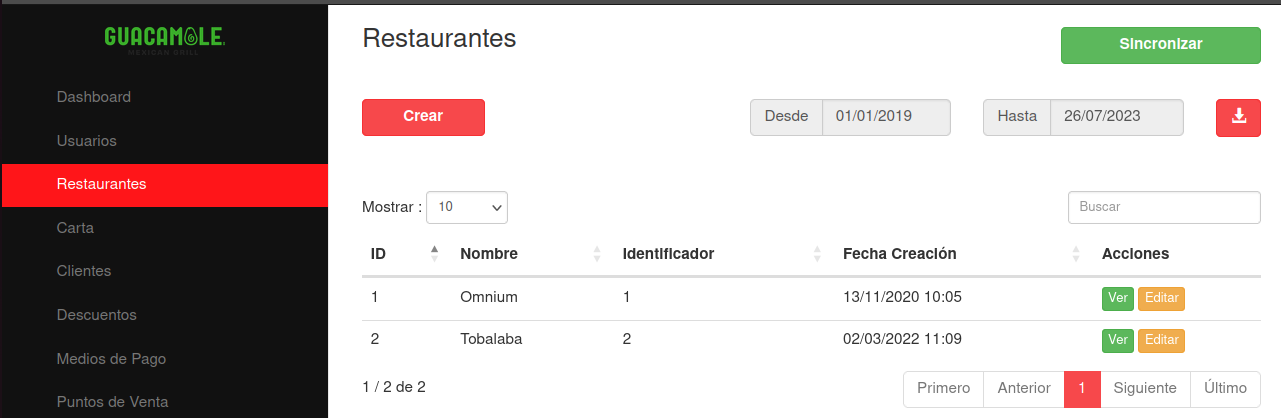 GUACAMOLE
MEXICAN GRILL
Dashboard
Usuarios
Restaurantes
Carta
Clientes
Descuentos
Medios de Pago
Puntos de Venta
Restaurantes
Sincronizar
Crear
Desde 01/01/2019
Hasta 26/07/2023
Mostrar : 10
Buscar
ID Nombre Identificador Fecha Creación Acciones
1 Omnium 1 13/11/2020 10:05 Ver Editar
2 Tobalaba 2 02/03/2022 11:09 Ver Editar
1 / 2 de 2
Primero Anterior 1 Siguiente Último